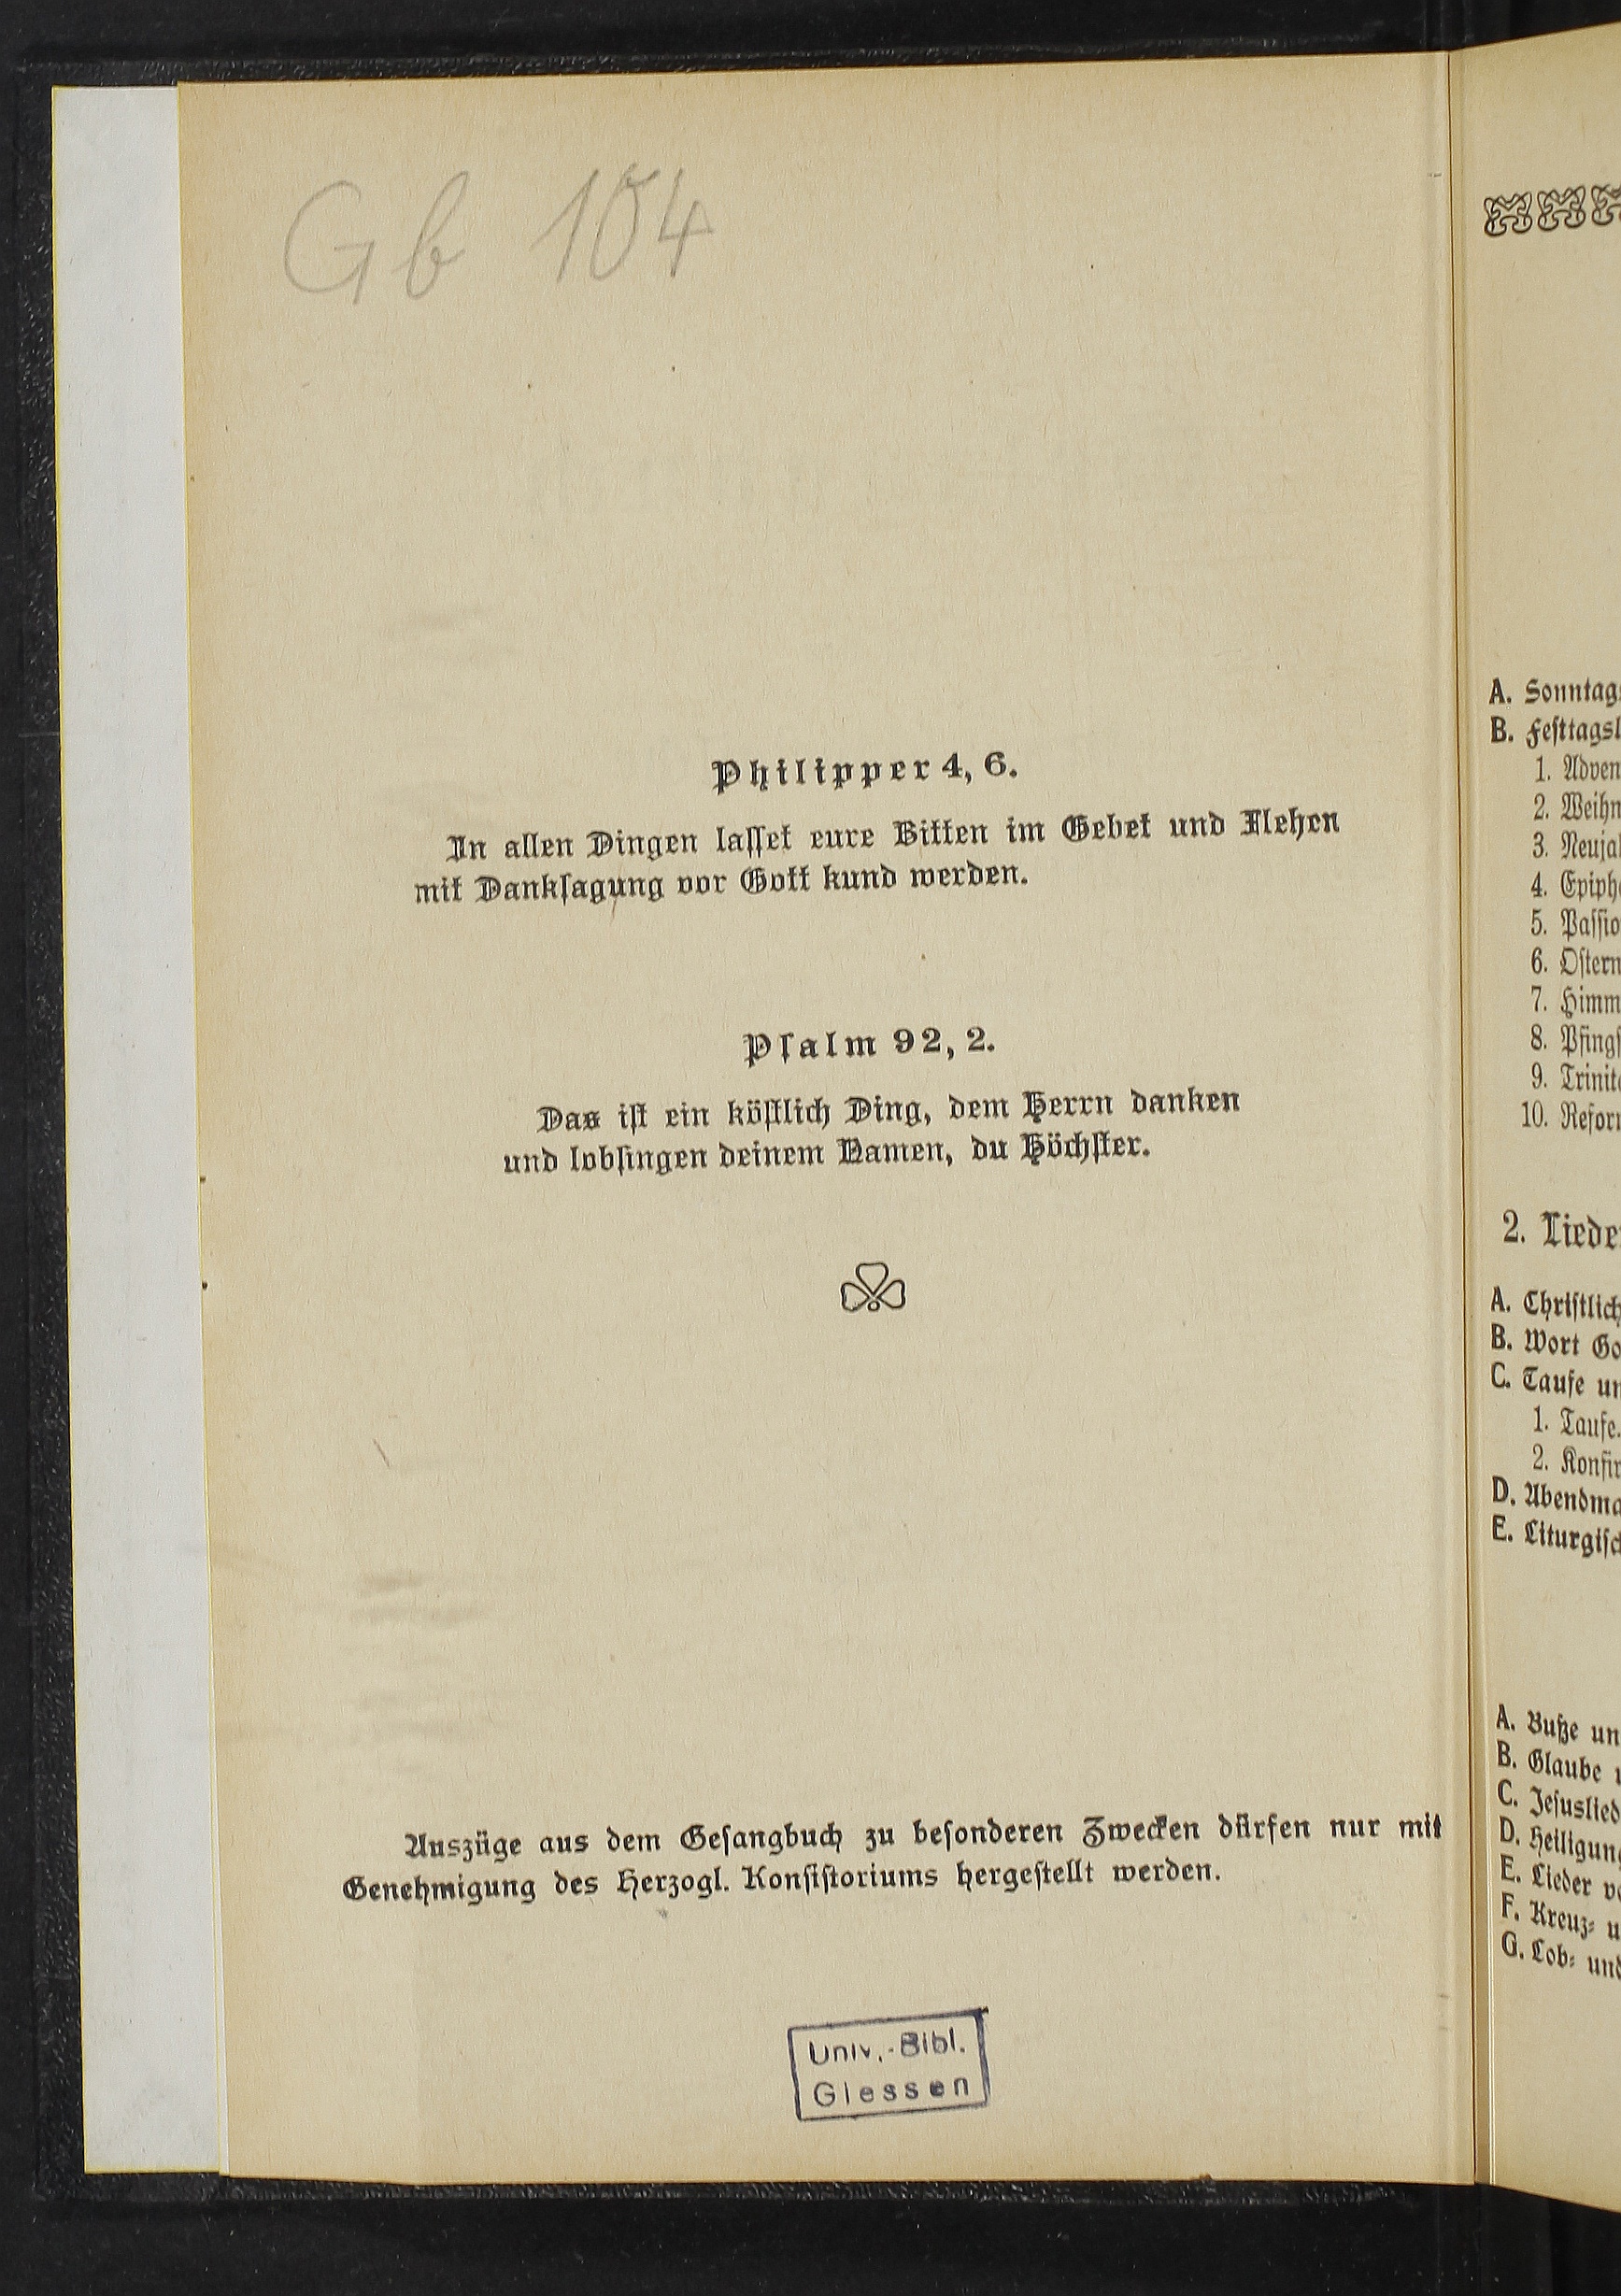 Gb 104
Philipper 4, 6.
In allen Dingen lasset eure Bitten im Gebet und Flehen
mit Danksagung vor Gott kund werden.
Psalm 92, 2.
Das ist ein köstlich Ding, dem Herrn danken
und lobsingen deinem Namen, du Höchster.
Auszüge aus dem Gesangbuch zu besonderen Zwecken dürfen nur mit
Genehmigung des Herzogl. Konsistoriums hergestellt werden.
Univ.-Bibl.
Giessen
A. Sonntag
B. Festtagsl
1. Adven
2. Weihn
3. Neuja
4. Epiph
5. Passio
6. Ostern
7. Himm
8. Pfing
9. Trinit
10. Refor
2. Liede
A. Christlich
B. Wort Go
C. Taufe un
1. Taufe.
2. Konfir
D. Abendma
E. Liturgisc
A. Buße un
B. Glaube
C. Jesuslied
D. Heiligun
E. Lieder vo
F. Kreuz- u
G. Lob- und